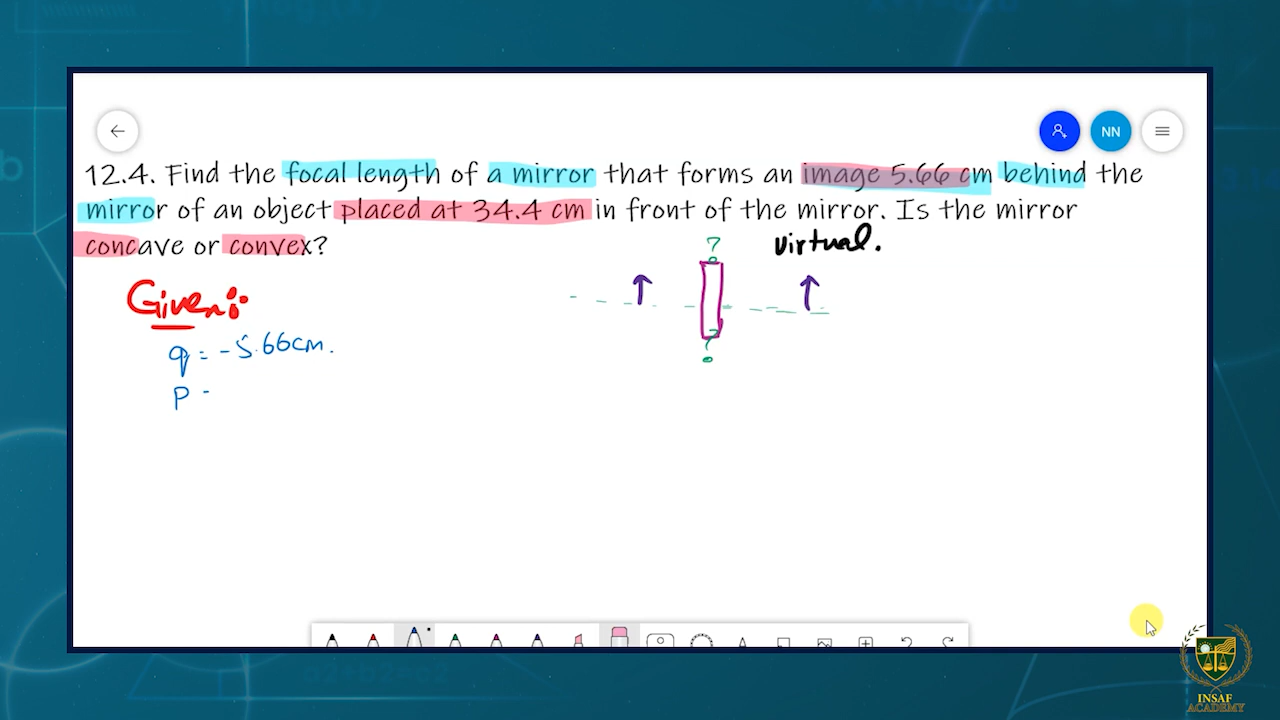 NN
12.4. Find the focal length of a mirror that forms an image 5.66 cm behind the
mirror of an object placed at 34.4 cm in front of the mirror. Is the mirror
concave or convex?
virtual.
?
Given:
?
q = -5.66cm.
P -
INSAF
ACADEMY